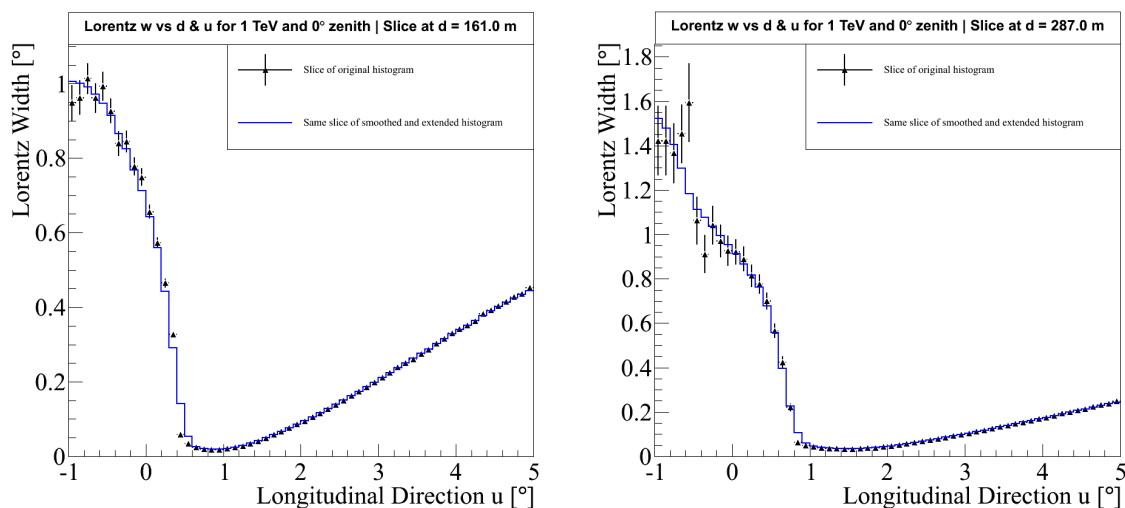 Lorentz w vs d & u for 1 TeV and 0° zenith | Slice at d = 161.0 m
Slice of original histogram
Same slice of smoothed and extended histogram
Lorentz Width [°]
1
0.8
0.6
0.4
0.2
0
-1 0 1 2 3 4 5
Longitudinal Direction u [°]
Lorentz w vs d & u for 1 TeV and 0° zenith | Slice at d = 287.0 m
Slice of original histogram
Same slice of smoothed and extended histogram
Lorentz Width [°]
1.8
1.6
1.4
1.2
1
0.8
0.6
0.4
0.2
0
-1 0 1 2 3 4 5
Longitudinal Direction u [°]